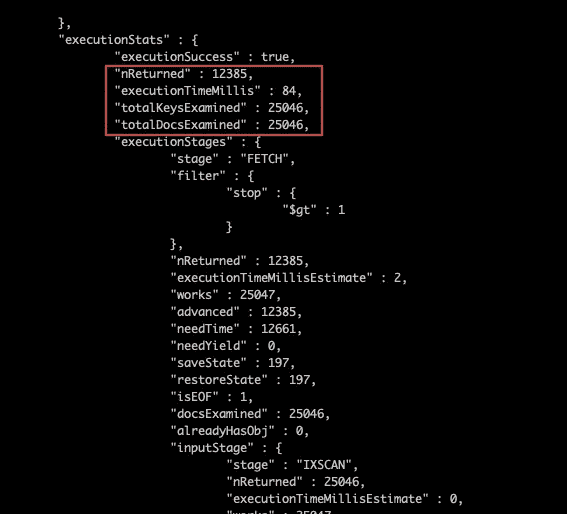 },
"executionStats" : {
"executionSuccess" : true,
"nReturned" : 12385,
"executionTimeMillis" : 84,
"totalKeysExamined" : 25046,
"totalDocsExamined" : 25046,
"executionStages" : {
"stage" : "FETCH",
"filter" : {
"stop" : {
"$gt" : 1
}
},
"nReturned" : 12385,
"executionTimeMillisEstimate" : 2,
"works" : 25047,
"advanced" : 12385,
"needTime" : 12661,
"needYield" : 0,
"saveState" : 197,
"restoreState" : 197,
"isEOF" : 1,
"docsExamined" : 25046,
"alreadyHasObj" : 0,
"inputStage" : {
"stage" : "IXSCAN",
"nReturned" : 25046,
"executionTimeMillisEstimate" : 0,
"works" : 25047,